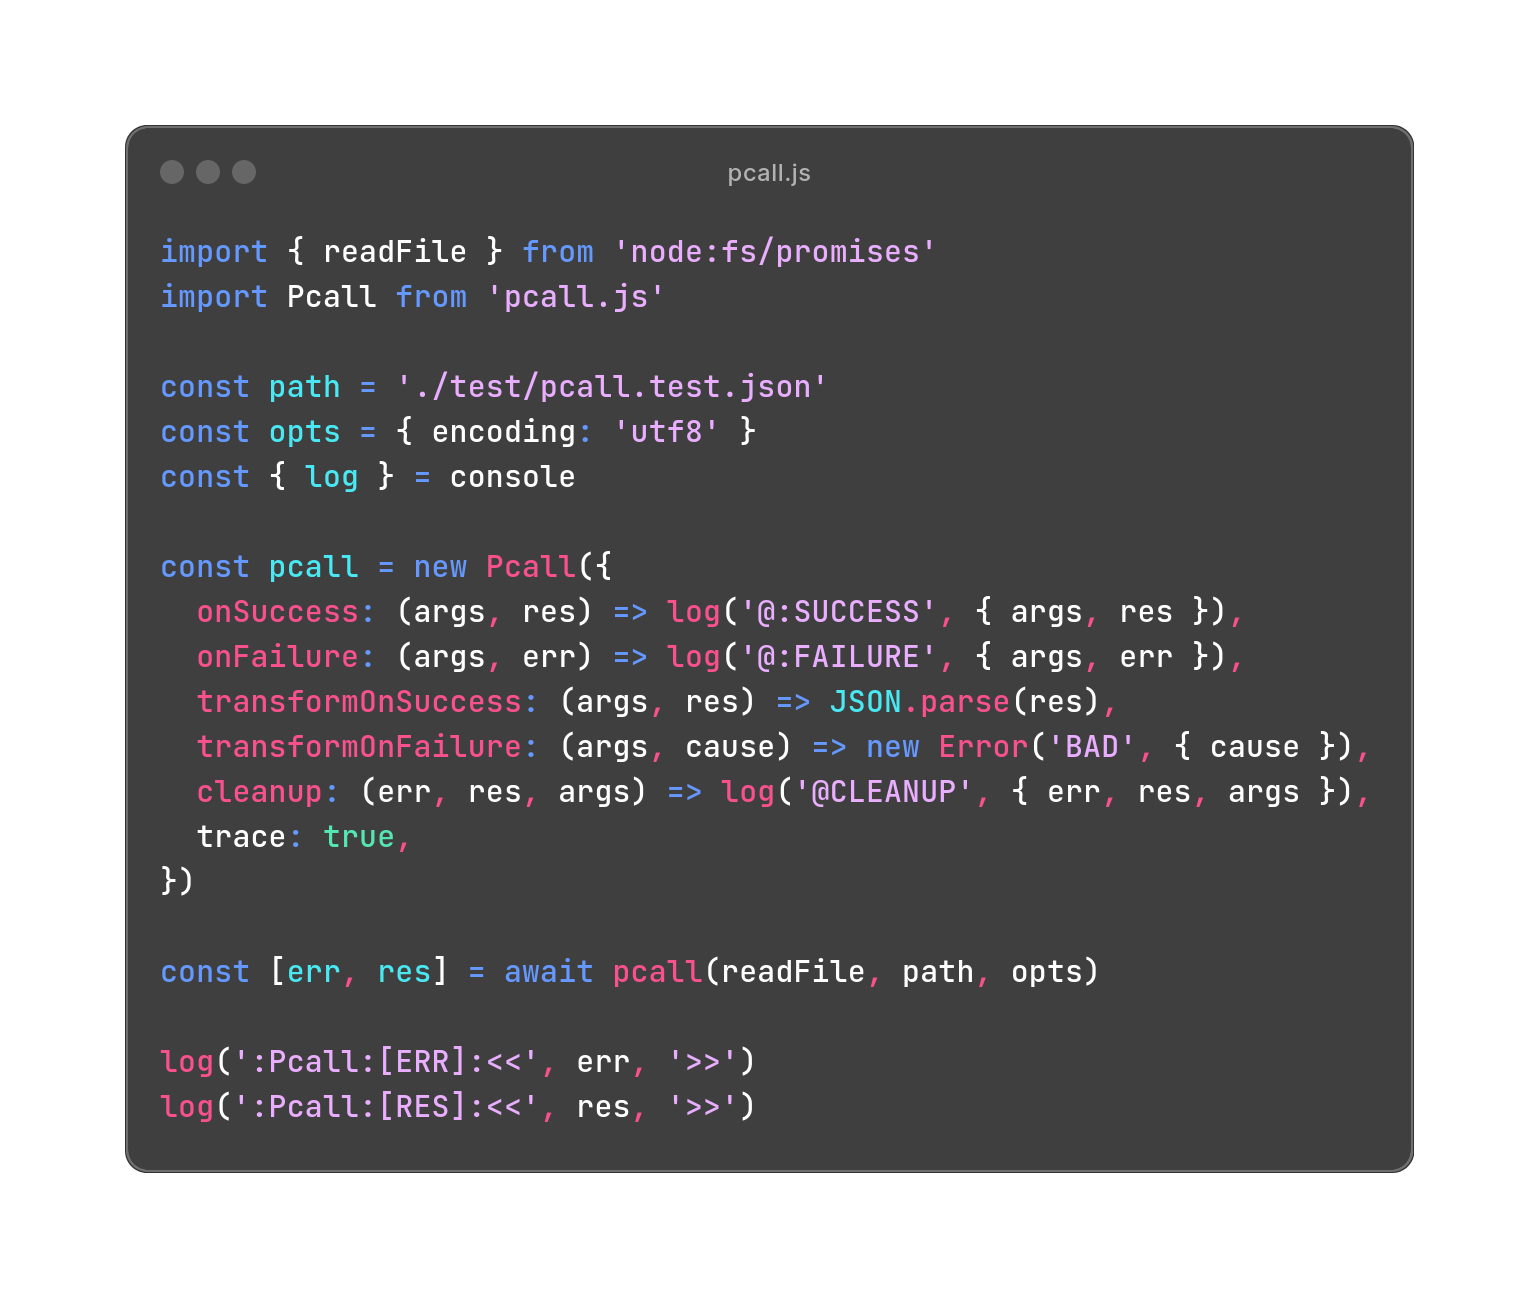 pcall.js
import { readFile } from 'node:fs/promises'
import Pcall from 'pcall.js'
const path = './test/pcall.test.json'
const opts = { encoding: 'utf8' }
const { log } = console
const pcall = new Pcall({
  onSuccess: (args, res) => log('@:SUCCESS', { args, res }),
  onFailure: (args, err) => log('@:FAILURE', { args, err }),
  transformOnSuccess: (args, res) => JSON.parse(res),
  transformOnFailure: (args, cause) => new Error('BAD', { cause }),
  cleanup: (err, res, args) => log('@CLEANUP', { err, res, args }),
  trace: true,
})
const [err, res] = await pcall(readFile, path, opts)
log(':Pcall:[ERR]:<<', err, '>>')
log(':Pcall:[RES]:<<', res, '>>')